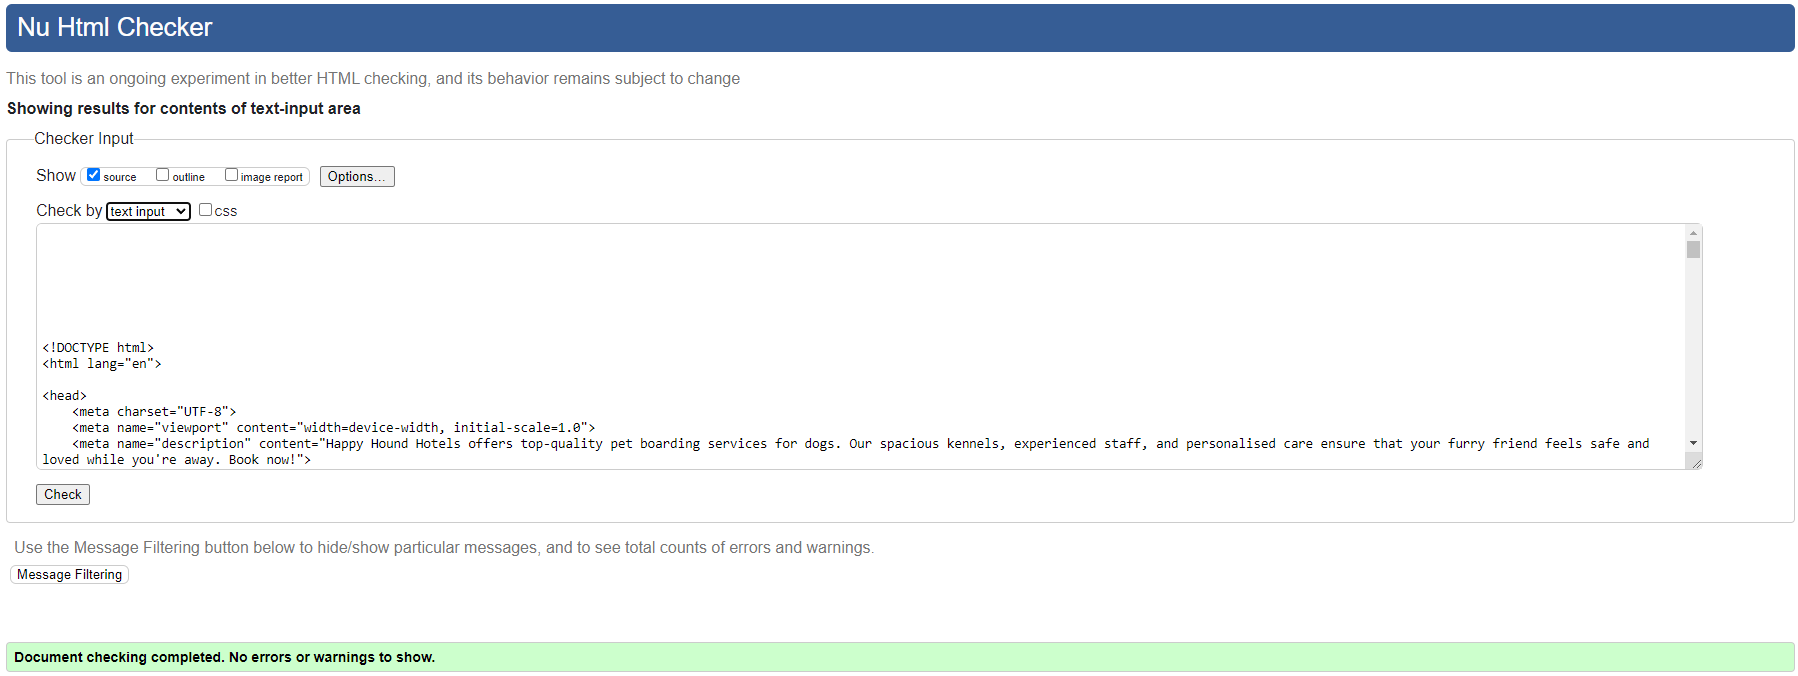 Nu Html Checker
This tool is an ongoing experiment in better HTML checking, and its behavior remains subject to change
Showing results for contents of text-input area
Checker Input
Show source outline image report Options...
Check by text input css
<!DOCTYPE html>
<html lang="en">
<head>
    <meta charset="UTF-8">
    <meta name="viewport" content="width=device-width, initial-scale=1.0">
    <meta name="description" content="Happy Hound Hotels offers top-quality pet boarding services for dogs. Our spacious kennels, experienced staff, and personalised care ensure that your furry friend feels safe and
loved while you're away. Book now!">
Check
Use the Message Filtering button below to hide/show particular messages, and to see total counts of errors and warnings.
Message Filtering
Document checking completed. No errors or warnings to show.